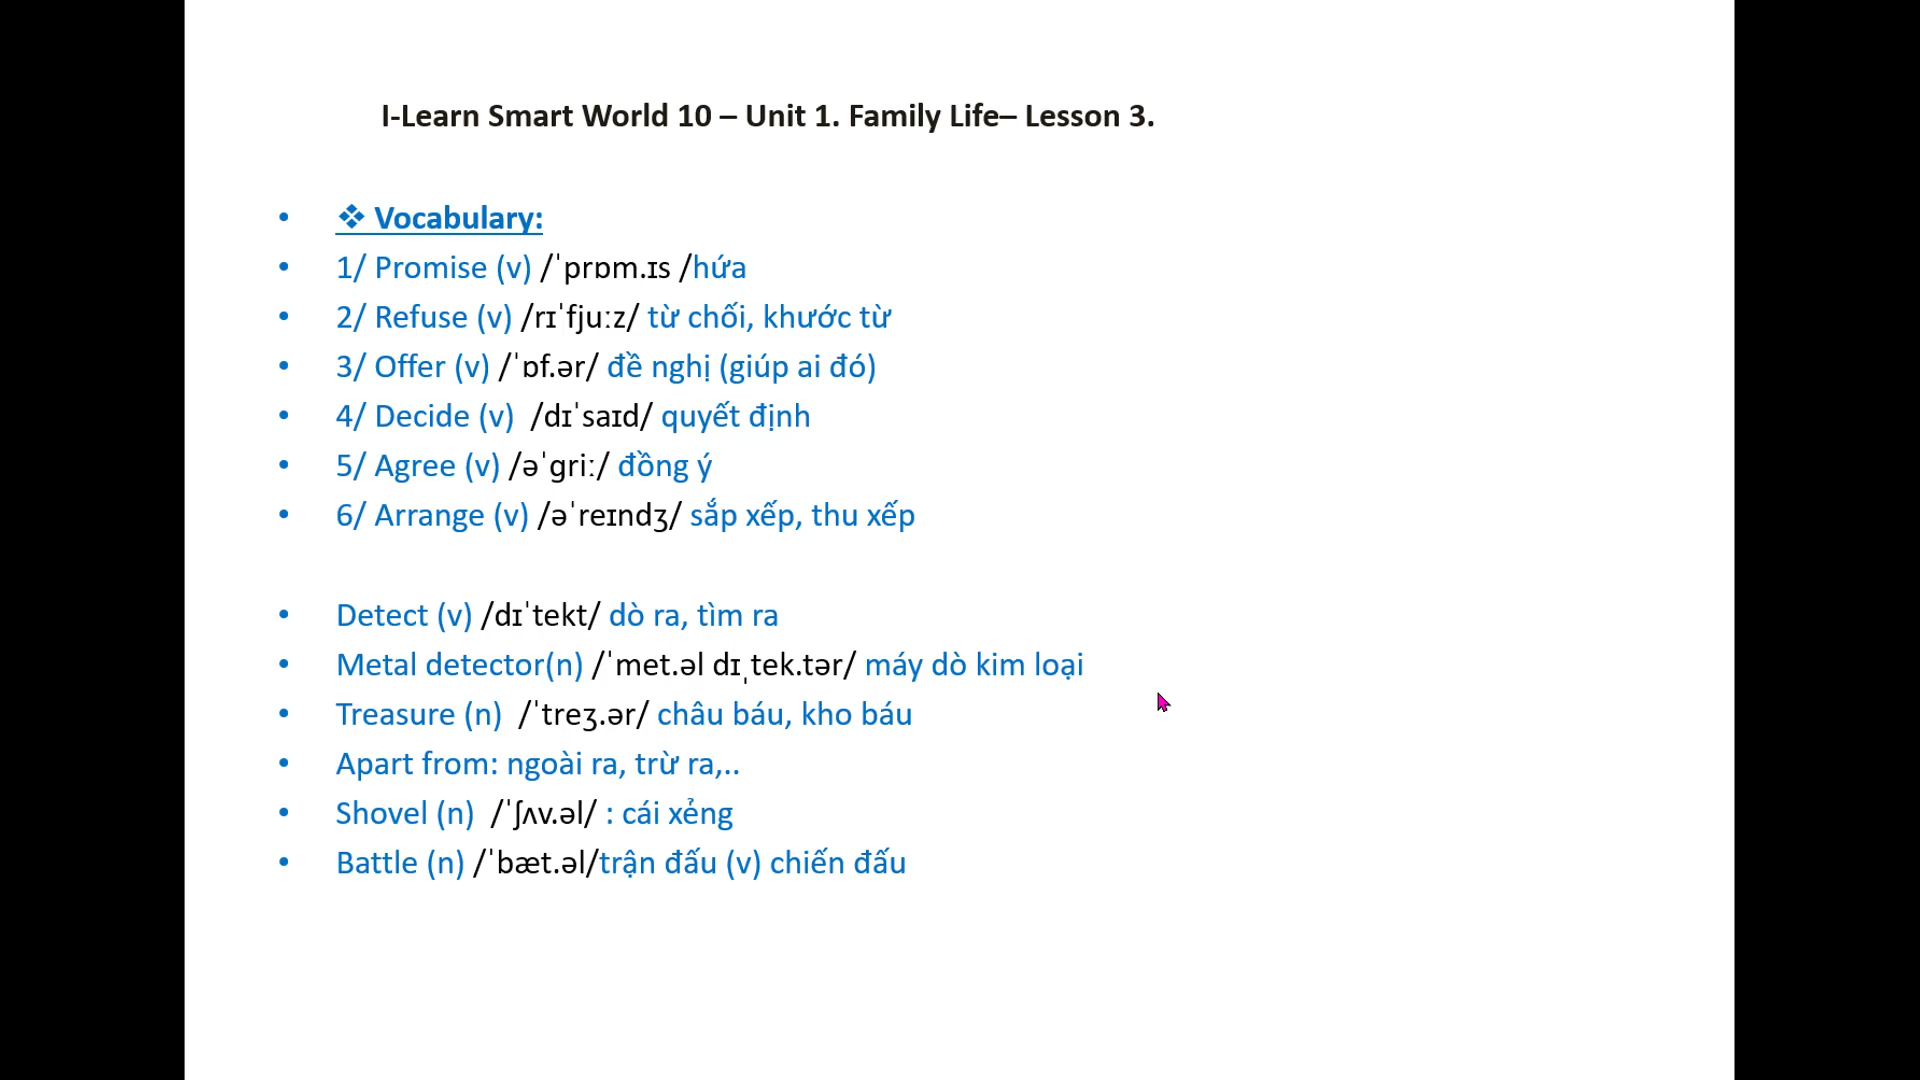 I-Learn Smart World 10 – Unit 1. Family Life– Lesson 3.
• ❖ Vocabulary:
• 1/ Promise (v) /ˈprɒm.ɪs /hứa
• 2/ Refuse (v) /rɪˈfjuːz/ từ chối, khước từ
• 3/ Offer (v) /ˈɒf.ər/ đề nghị (giúp ai đó)
• 4/ Decide (v)  /dɪˈsaɪd/ quyết định
• 5/ Agree (v) /əˈɡriː/ đồng ý
• 6/ Arrange (v) /əˈreɪndʒ/ sắp xếp, thu xếp
• Detect (v) /dɪˈtekt/ dò ra, tìm ra
• Metal detector(n) /ˈmet.əl dɪˌtek.tər/ máy dò kim loại
• Treasure (n)  /ˈtreʒ.ər/ châu báu, kho báu
• Apart from: ngoài ra, trừ ra,..
• Shovel (n)  /ˈʃʌv.əl/ : cái xẻng
• Battle (n) /ˈbæt.əl/trận đấu (v) chiến đấu